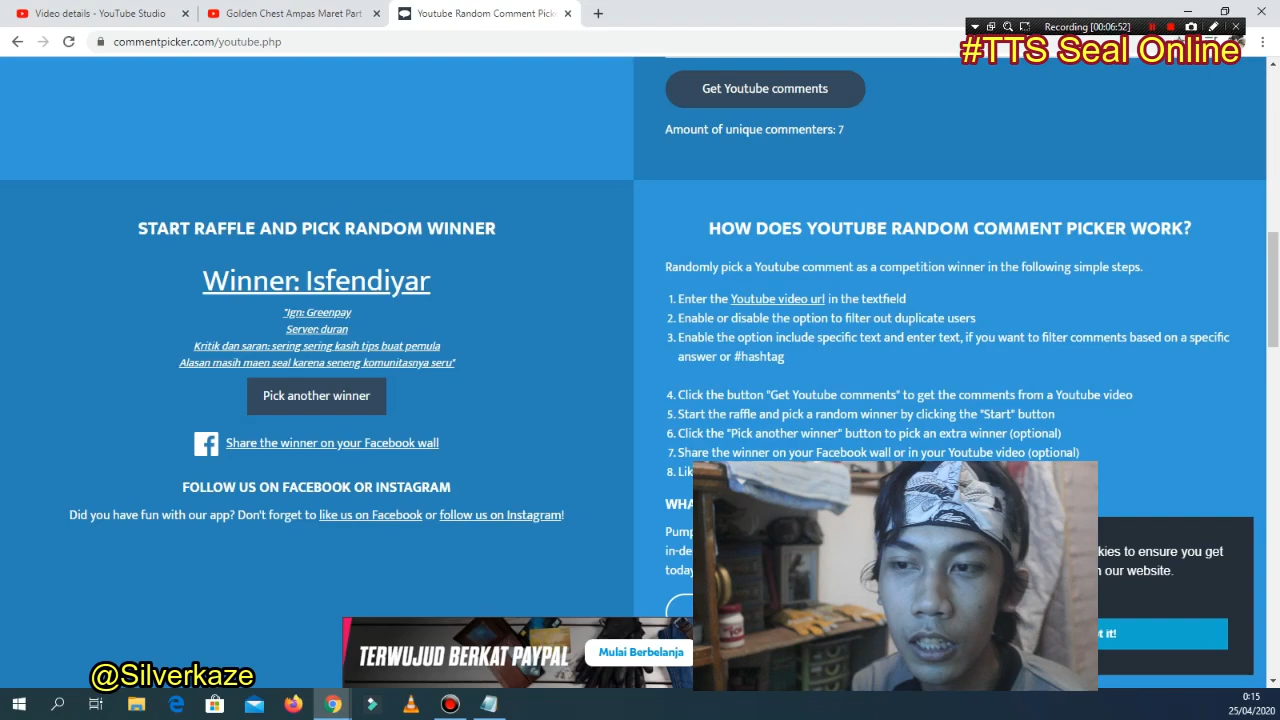 Video details - YouTube Studio
Golden Chest Ampas Maret Part
Youtube Random Comment Pick
Recording [00:06:52]
commentpicker.com/youtube.php
#TTS Seal Online
Get Youtube comments
Amount of unique commenters: 7
START RAFFLE AND PICK RANDOM WINNER
Winner: Isfendiyar
"Ign: Greenpay
Server: duran
Kritik dan saran: sering sering kasih tips buat pemula
Alasan masih maen seal karena seneng komunitasnya seru"
Pick another winner
Share the winner on your Facebook wall
FOLLOW US ON FACEBOOK OR INSTAGRAM
Did you have fun with our app? Don't forget to like us on Facebook or follow us on Instagram!
HOW DOES YOUTUBE RANDOM COMMENT PICKER WORK?
Randomly pick a Youtube comment as a competition winner in the following simple steps.
1. Enter the Youtube video url in the textfield
2. Enable or disable the option to filter out duplicate users
3. Enable the option include specific text and enter text, if you want to filter comments based on a specific
answer or #hashtag
4. Click the button "Get Youtube comments" to get the comments from a Youtube video
5. Start the raffle and pick a random winner by clicking the "Start" button
6. Click the "Pick another winner" button to pick an extra winner (optional)
7. Share the winner on your Facebook wall or in your Youtube video (optional)
8. Lik
WHA
Pump
in-de
today
kies to ensure you get
n our website.
t it!
TERWUJUD BERKAT PAYPAL
Mulai Berbelanja
@Silverkaze
0:15
25/04/2020